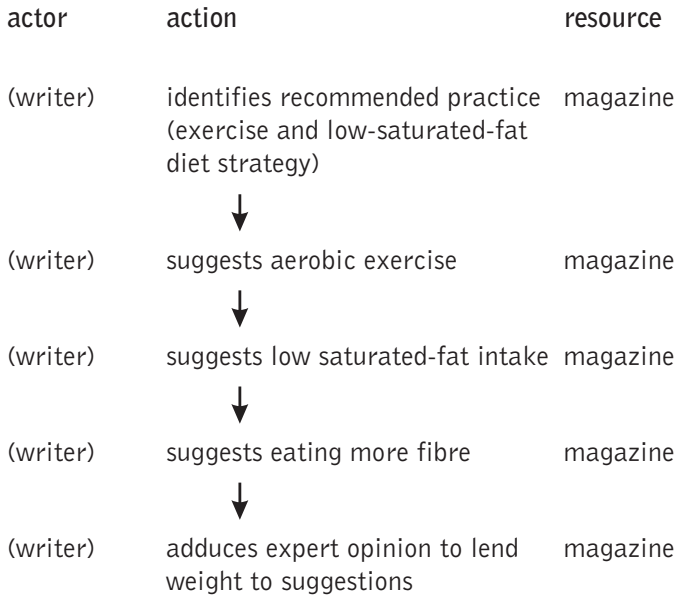 actor action resource
(writer) identifies recommended practice magazine
(exercise and low-saturated-fat
diet strategy)
(writer) suggests aerobic exercise magazine
(writer) suggests low saturated-fat intake magazine
(writer) suggests eating more fibre magazine
(writer) adduces expert opinion to lend magazine
weight to suggestions